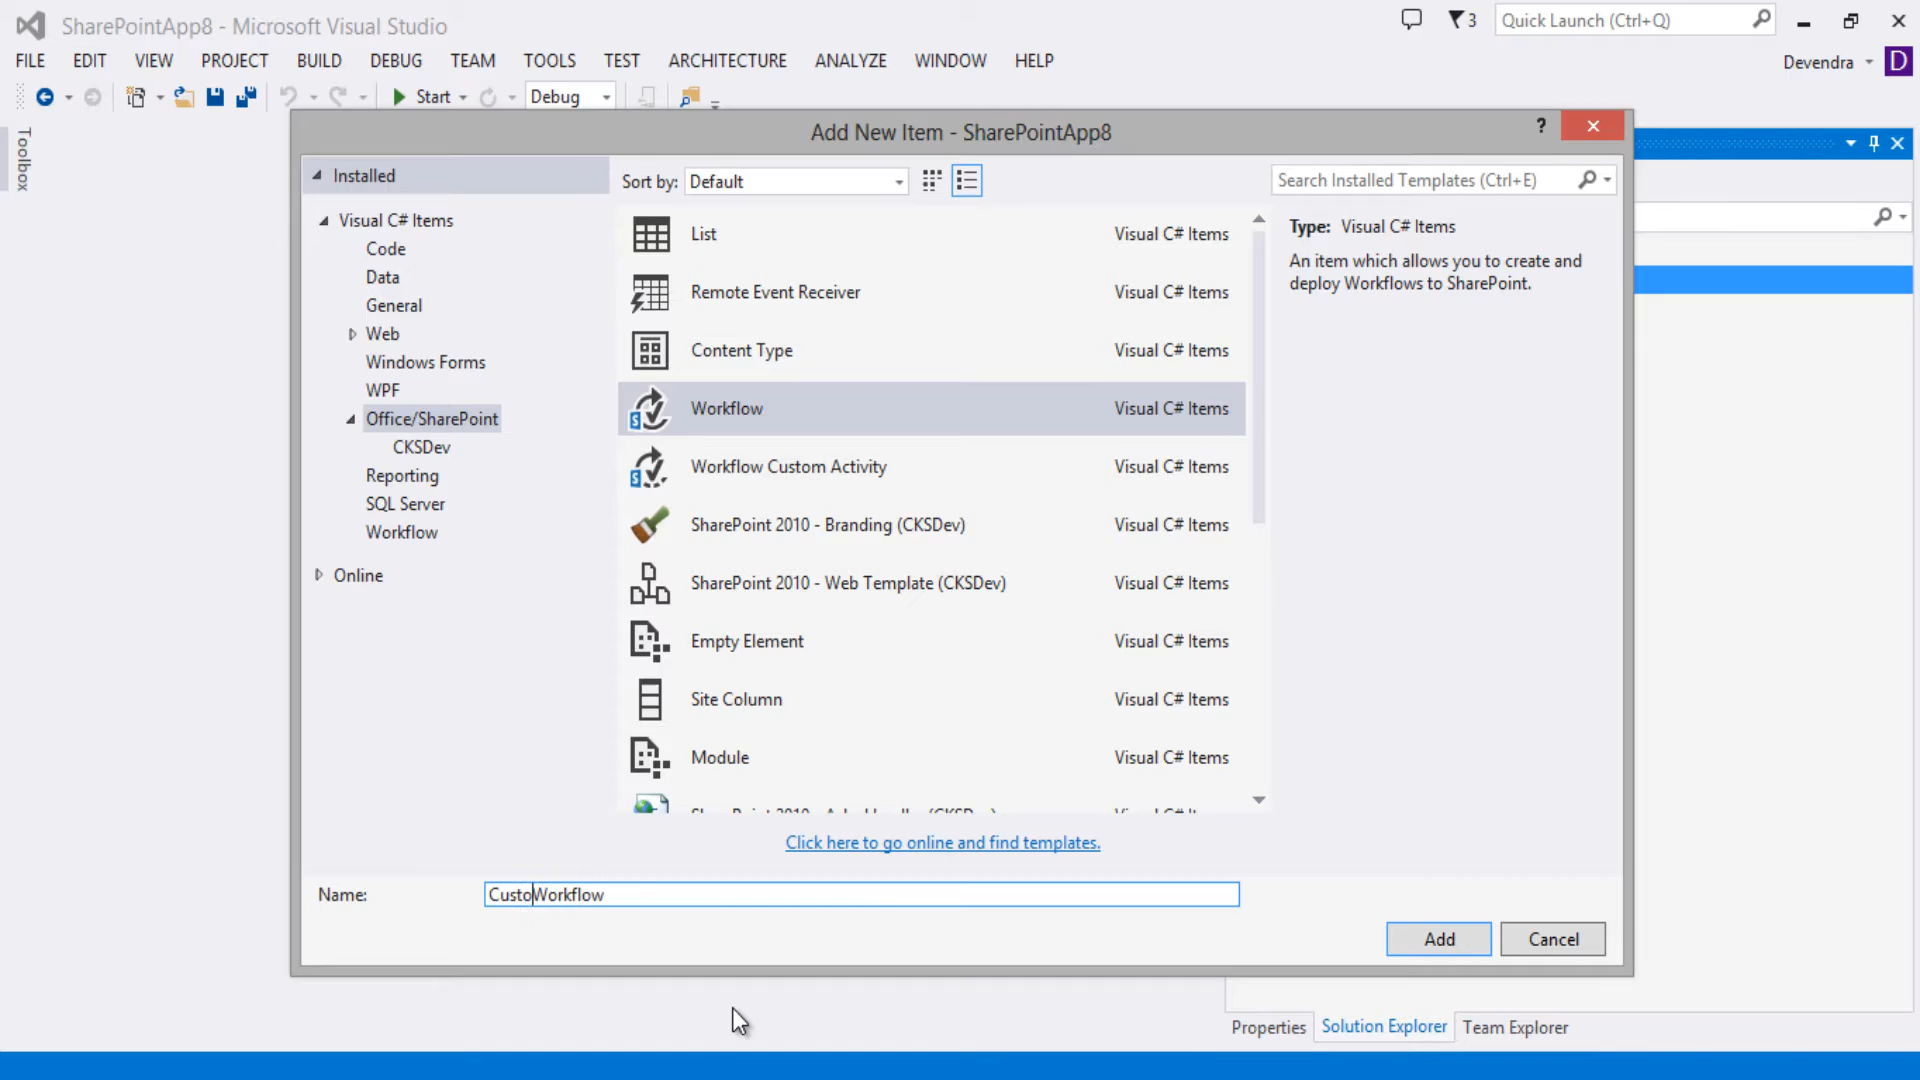 SharePointApp8 - Microsoft Visual Studio
3
Quick Launch (Ctrl+Q)
FILE EDIT VIEW PROJECT BUILD DEBUG TEAM TOOLS TEST ARCHITECTURE ANALYZE WINDOW HELP
Devendra D
Start Debug
Toolbox
Add New Item - SharePointApp8
?
Installed
Sort by: Default
Search Installed Templates (Ctrl+E)
Visual C# Items
Code
Data
General
Web
Windows Forms
WPF
Office/SharePoint
CKSDev
Reporting
SQL Server
Workflow
Online
List Visual C# Items
Remote Event Receiver Visual C# Items
Content Type Visual C# Items
Workflow Visual C# Items
Workflow Custom Activity Visual C# Items
SharePoint 2010 - Branding (CKSDev) Visual C# Items
SharePoint 2010 - Web Template (CKSDev) Visual C# Items
Empty Element Visual C# Items
Site Column Visual C# Items
Module Visual C# Items
Type: Visual C# Items
An item which allows you to create and
deploy Workflows to SharePoint.
Click here to go online and find templates.
Name: CustoWorkflow
Add Cancel
Properties Solution Explorer Team Explorer